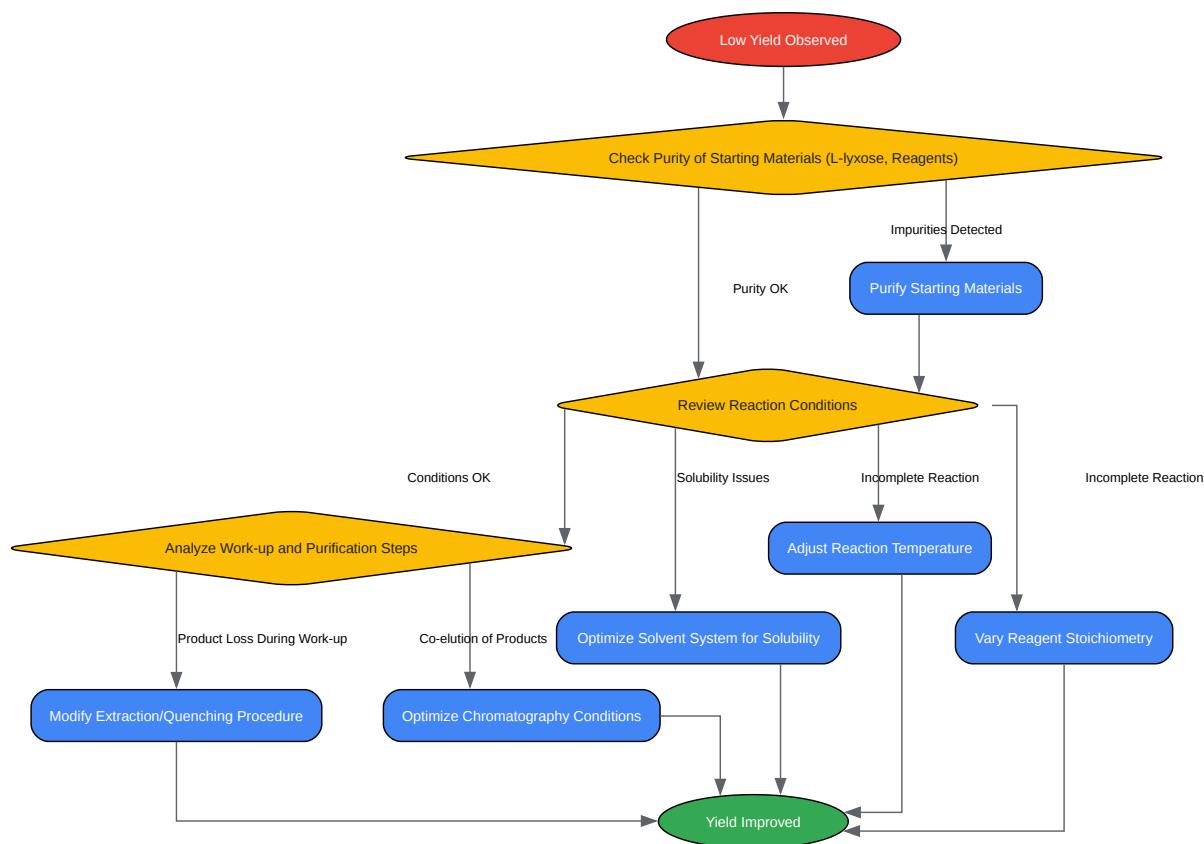 Low Yield Observed
Check Purity of Starting Materials (L-lyxose, Reagents)
Impurities Detected
Purity OK
Purify Starting Materials
Review Reaction Conditions
Conditions OK
Solubility Issues
Incomplete Reaction
Incomplete Reaction
Analyze Work-up and Purification Steps
Adjust Reaction Temperature
Product Loss During Work-up
Co-elution of Products
Optimize Solvent System for Solubility
Vary Reagent Stoichiometry
Modify Extraction/Quenching Procedure
Optimize Chromatography Conditions
Yield Improved